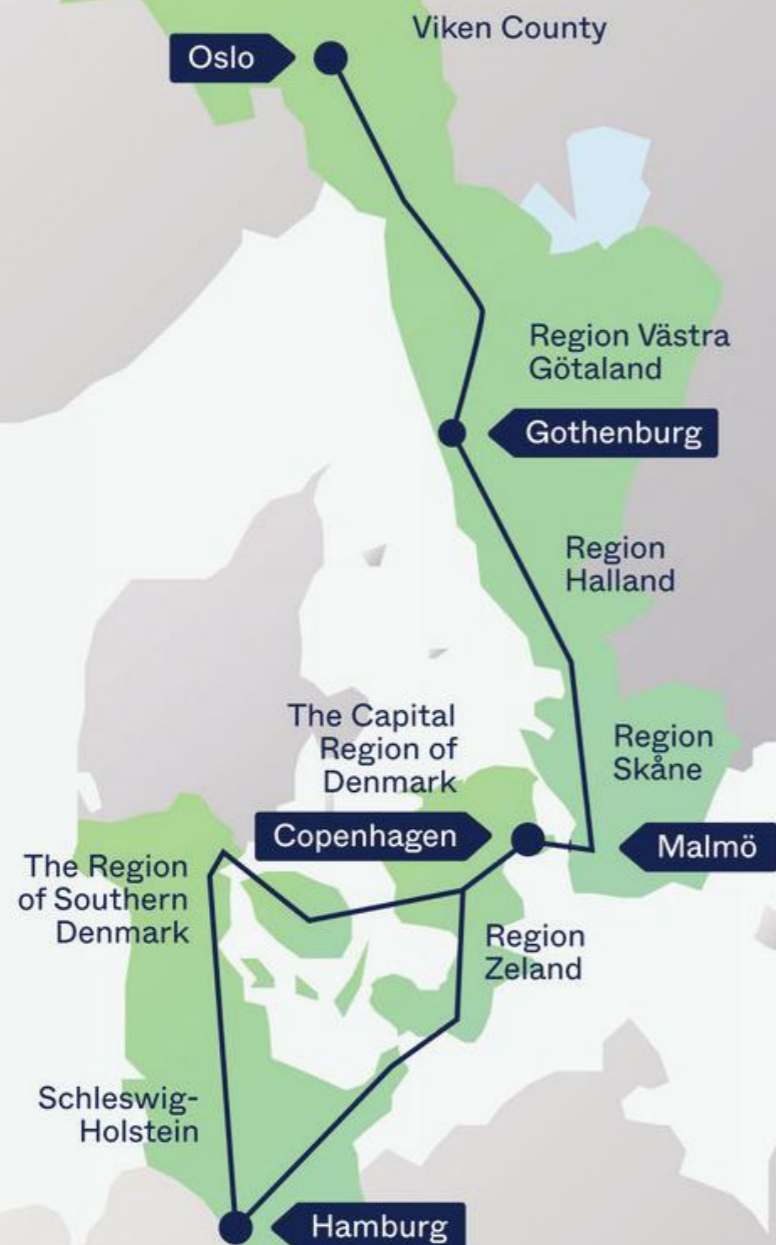 Viken County
Oslo
Region Västra
Götaland
Gothenburg
Region
Halland
The Capital
Region of
Denmark
Region
Skåne
Copenhagen
Malmö
The Region
of Southern
Denmark
Region
Zeland
Schleswig-
Holstein
Hamburg